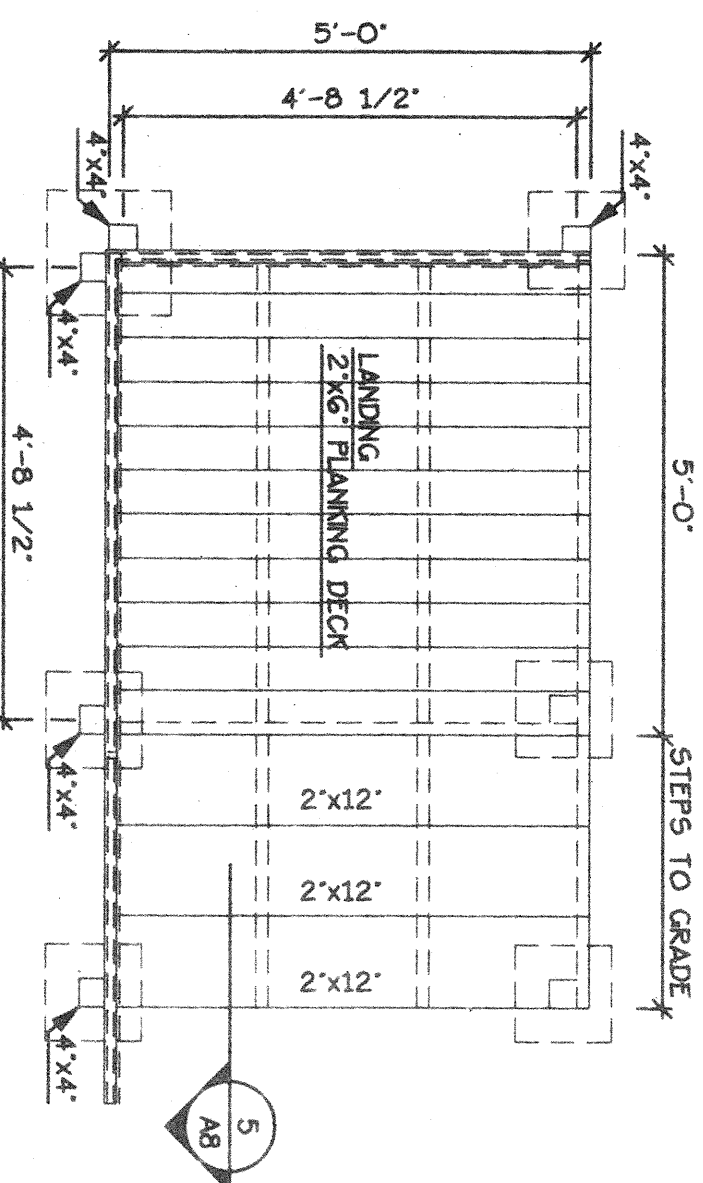 5'-0"
4'-8 1/2"
4"x4"
4"x4"
4"x4"
5'-0"
LANDING
2"x6" PLANKING DECK
4'-8 1/2"
STEPS TO GRADE
2"x12"
2"x12"
2"x12"
4"x4"
4"x4"
5
A8